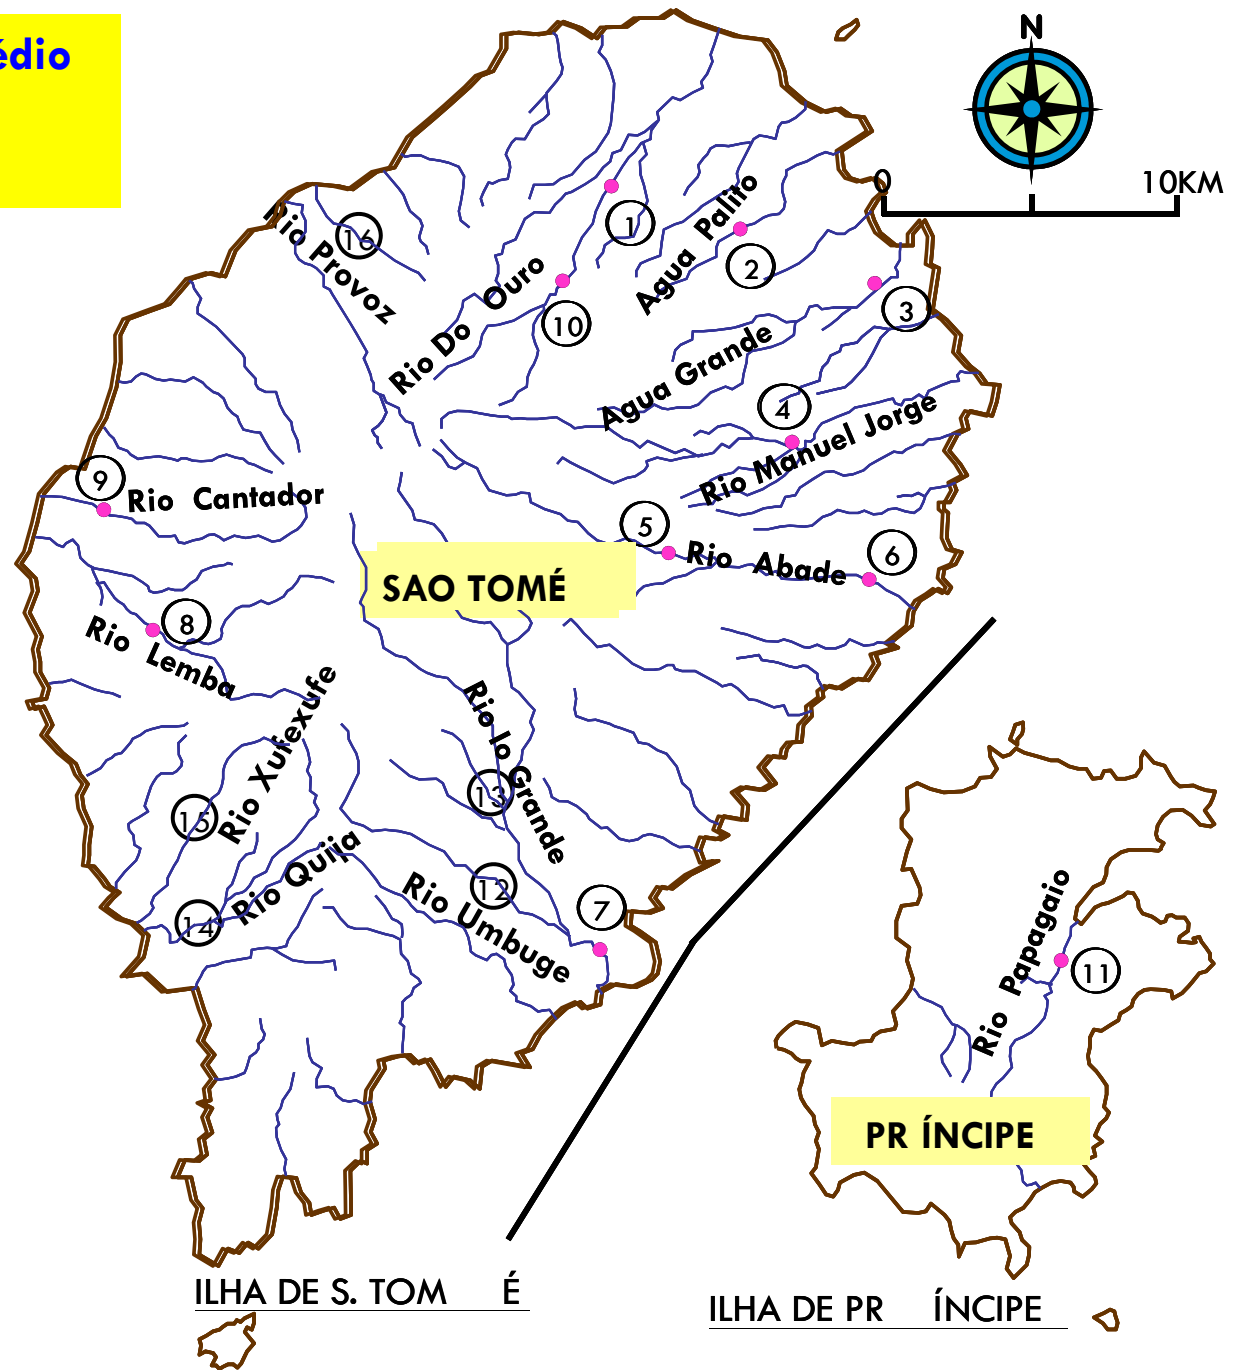 édio
N
0
10KM
Rio Provoz
16
1
Agua Palito
2
Rio Do Ouro
10
3
Agua Grande
4
Rio Manuel Jorge
9
Rio Cantador
5
Rio Abade
6
SAO TOMÉ
8
Rio Lemba
Rio Xufexufe
Rio Io Grande
13
15
Rio Quija
14
12
Rio Umbuge
7
Rio Papagaio
11
PR ÍNCIPE
ILHA DE S. TOM É
ILHA DE PR ÍNCIPE